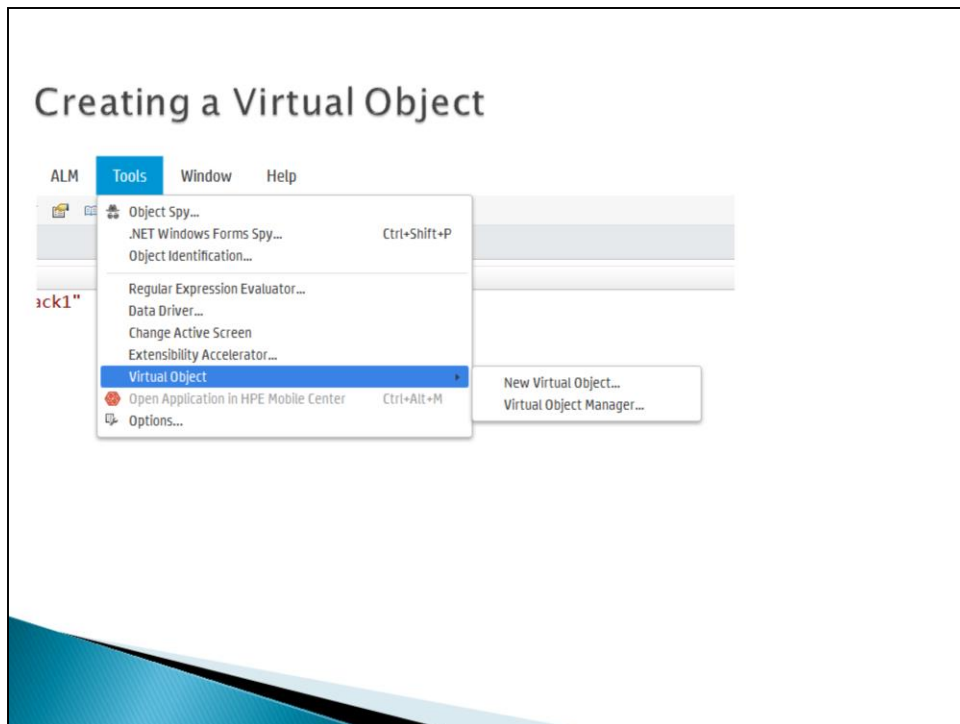 Creating a Virtual Object
ALM Tools Window Help
Object Spy...
.NET Windows Forms Spy... Ctrl+Shift+P
Object Identification...
Regular Expression Evaluator...
ack1"
Data Driver...
Change Active Screen
Extensibility Accelerator...
Virtual Object
New Virtual Object...
Open Application in HPE Mobile Center Ctrl+Alt+M
Virtual Object Manager...
Options...